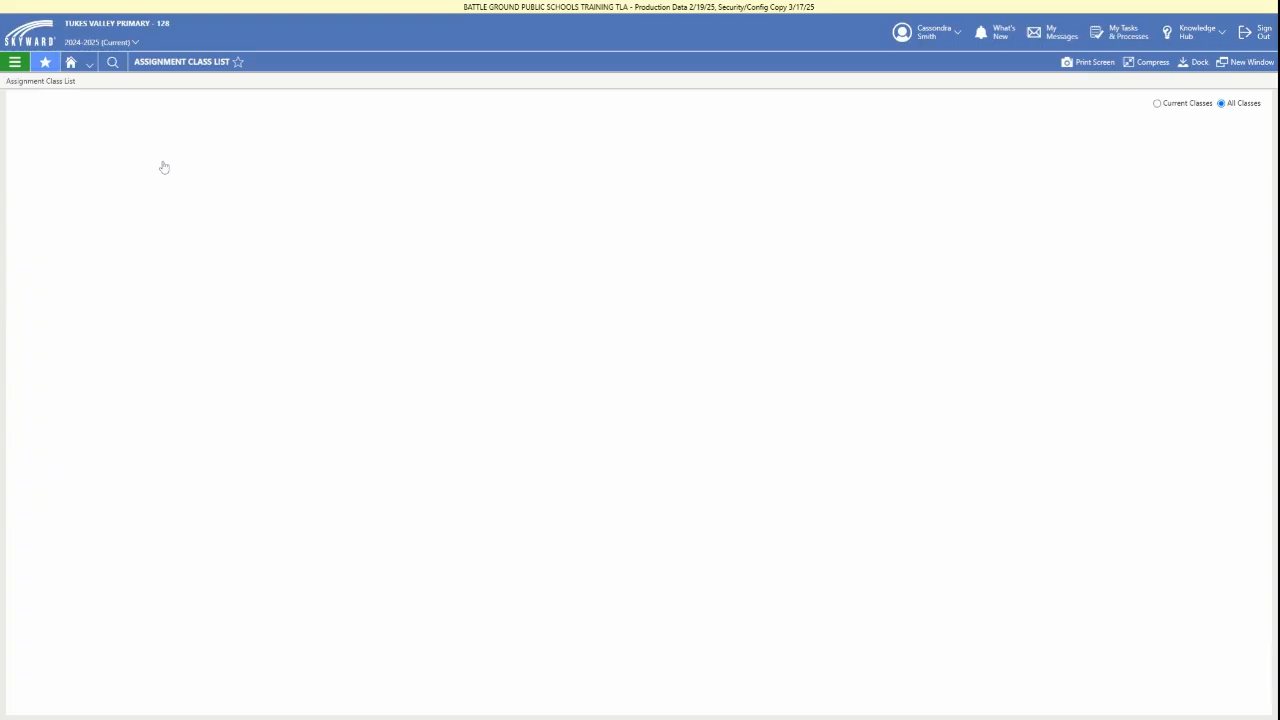 BATTLE GROUND PUBLIC SCHOOLS TRAINING TLA - Production Data 2/19/25, Security/Config Copy 3/17/25
SKYWARD
TUKES VALLEY PRIMARY - 128
2024-2025 (Current)
Cassondra
Smith
What's
New
My
Messages
My Tasks
& Processes
Knowledge
Hub
Sign
Out
ASSIGNMENT CLASS LIST
Print Screen
Compress
Dock
New Window
Assignment Class List
Current Classes
All Classes